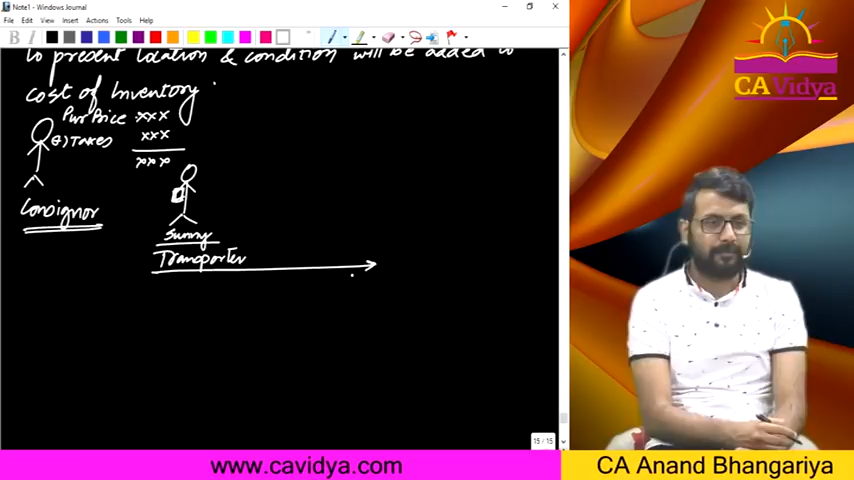 Note1 - Windows Journal
File Edit View Insert Actions Tools Help
to present location & condition will be added to
cost of Inventory
Pur Price xxx
(+) Taxes xxx
xxx
Consignor
Sunny
Transporter
15 / 15
CA Vidya
www.cavidya.com
CA Anand Bhangariya